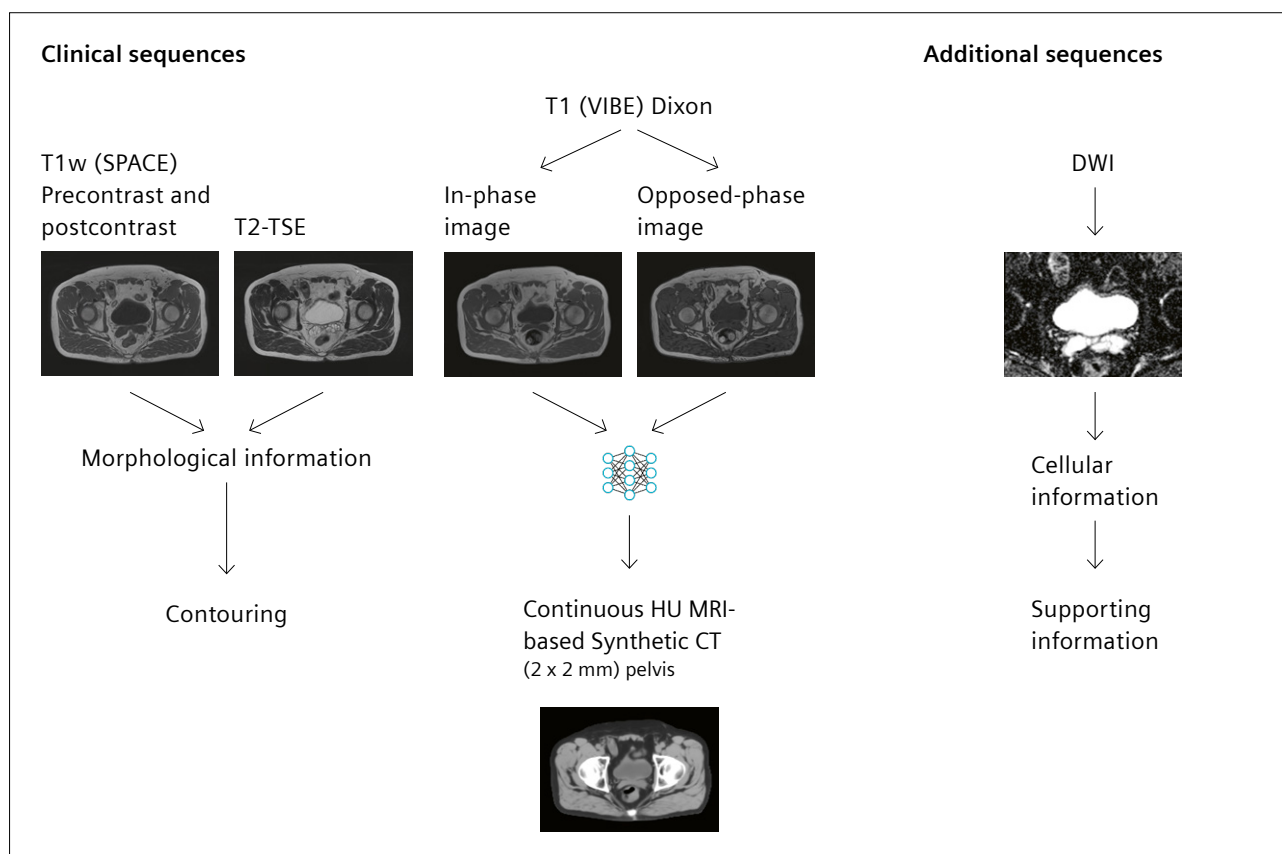 Clinical sequences
Additional sequences
T1 (VIBE) Dixon
T1w (SPACE)
Precontrast and
postcontrast
T2-TSE
In-phase
image
Opposed-phase
image
DWI
Morphological information
Cellular
information
Contouring
Continuous HU MRI-
based Synthetic CT
(2 x 2 mm) pelvis
Supporting
information